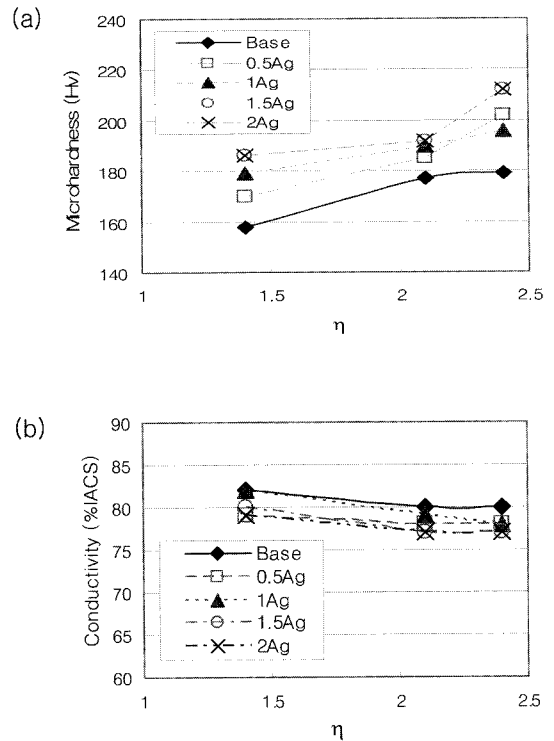 (a)
Microhardness (Hv)
240
220
200
180
160
140
Base
0.5Ag
1Ag
1.5Ag
2Ag
1
1.5
2
2.5
η
(b)
Conductivity (%IACS)
90
85
80
75
70
65
60
Base
0.5Ag
1Ag
1.5Ag
2Ag
1
1.5
2
2.5
η